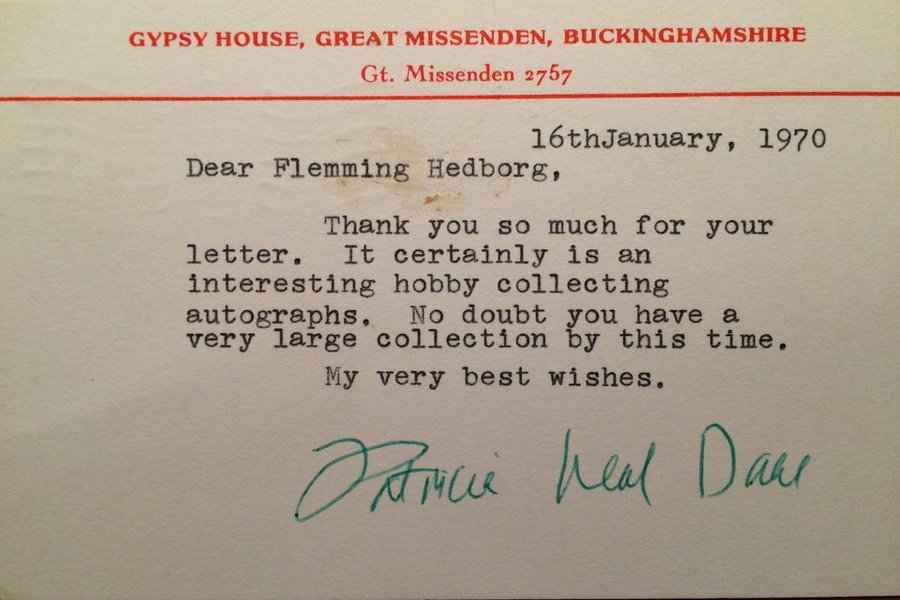 GYPSY HOUSE, GREAT MISSENDEN, BUCKINGHAMSHIRE
Gt. Missenden 2757
16thJanuary, 1970
Dear Flemming Hedborg,
Thank you so much for your
letter. It certainly is an
interesting hobby collecting
autographs. No doubt you have a
very large collection by this time.
My very best wishes.
Patricia Neal Dahl